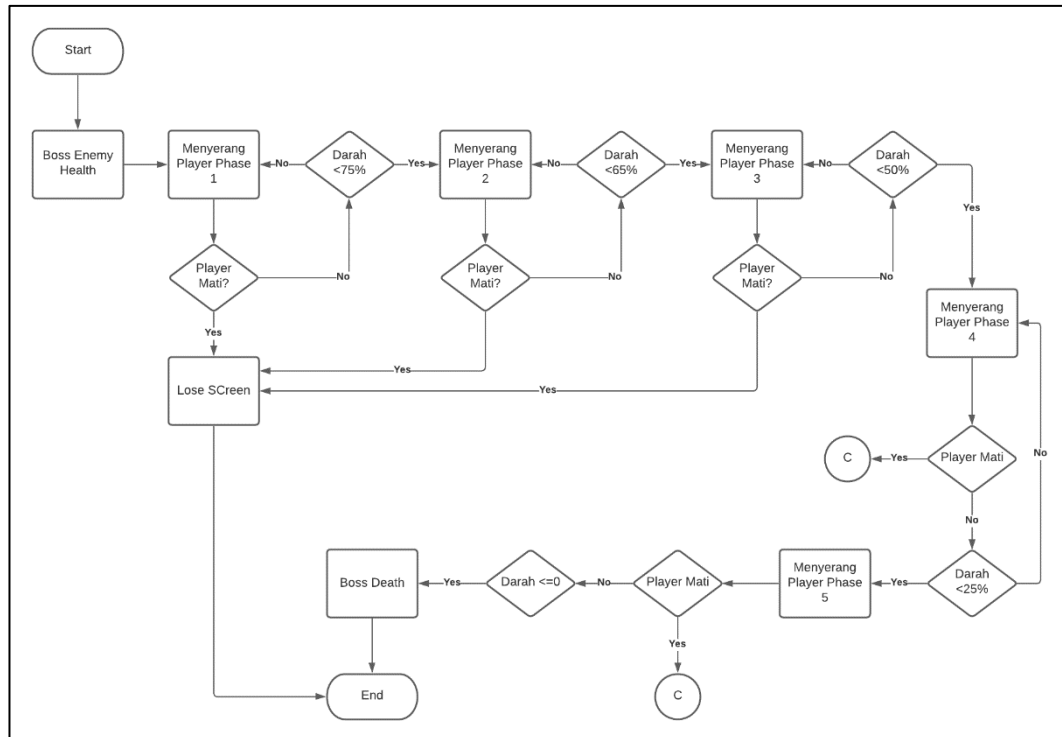 Start
Boss Enemy
Health
Menyerang
Player Phase
1
No
Darah
<75%
Yes
Menyerang
Player Phase
2
No
Darah
<65%
Yes
Menyerang
Player Phase
3
No
Darah
<50%
Yes
Player
Mati?
No
Player
Mati?
No
Player
Mati?
No
Menyerang
Player Phase
4
Yes
Yes
Yes
Lose SCreen
C
Yes
Player Mati
No
No
Boss Death
Yes
Darah <=0
No
Player Mati
Menyerang
Player Phase
5
Yes
Darah
<25%
Yes
End
C